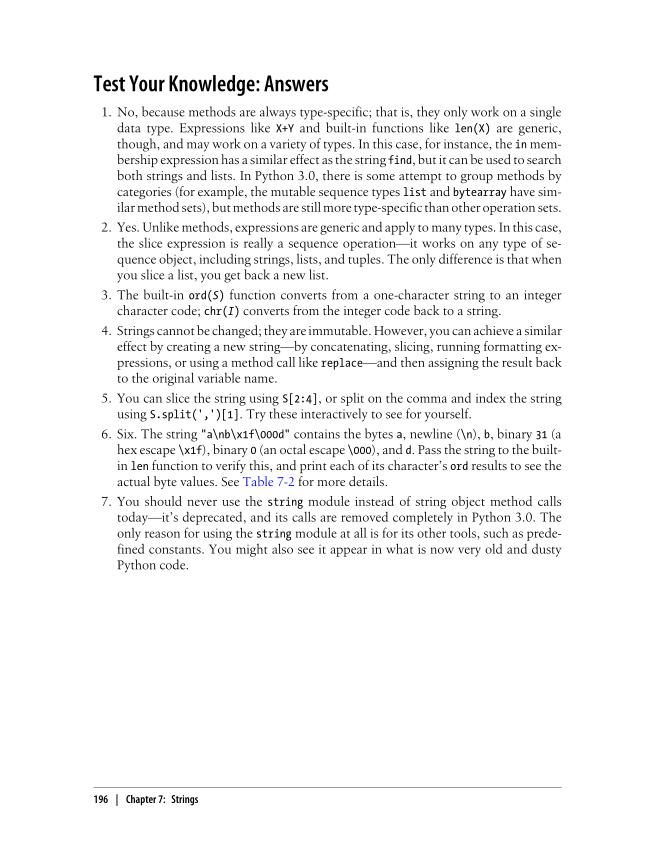 Test Your Knowledge: Answers
1. No, because methods are always type-specific; that is, they only work on a single
data type. Expressions like X+Y and built-in functions like len(X) are generic,
though, and may work on a variety of types. In this case, for instance, the in mem-
bership expression has a similar effect as the string find, but it can be used to search
both strings and lists. In Python 3.0, there is some attempt to group methods by
categories (for example, the mutable sequence types list and bytearray have sim-
ilar method sets), but methods are still more type-specific than other operation sets.
2. Yes. Unlike methods, expressions are generic and apply to many types. In this case,
the slice expression is really a sequence operation—it works on any type of se-
quence object, including strings, lists, and tuples. The only difference is that when
you slice a list, you get back a new list.
3. The built-in ord(S) function converts from a one-character string to an integer
character code; chr(I) converts from the integer code back to a string.
4. Strings cannot be changed; they are immutable. However, you can achieve a similar
effect by creating a new string—by concatenating, slicing, running formatting ex-
pressions, or using a method call like replace—and then assigning the result back
to the original variable name.
5. You can slice the string using S[2:4], or split on the comma and index the string
using S.split(',')[1]. Try these interactively to see for yourself.
6. Six. The string "a\nb\x1f\000d" contains the bytes a, newline (\n), b, binary 31 (a
hex escape \x1f), binary 0 (an octal escape \000), and d. Pass the string to the built-
in len function to verify this, and print each of its character's ord results to see the
actual byte values. See Table 7-2 for more details.
7. You should never use the string module instead of string object method calls
today—it's deprecated, and its calls are removed completely in Python 3.0. The
only reason for using the string module at all is for its other tools, such as prede-
fined constants. You might also see it appear in what is now very old and dusty
Python code.
196 | Chapter 7: Strings